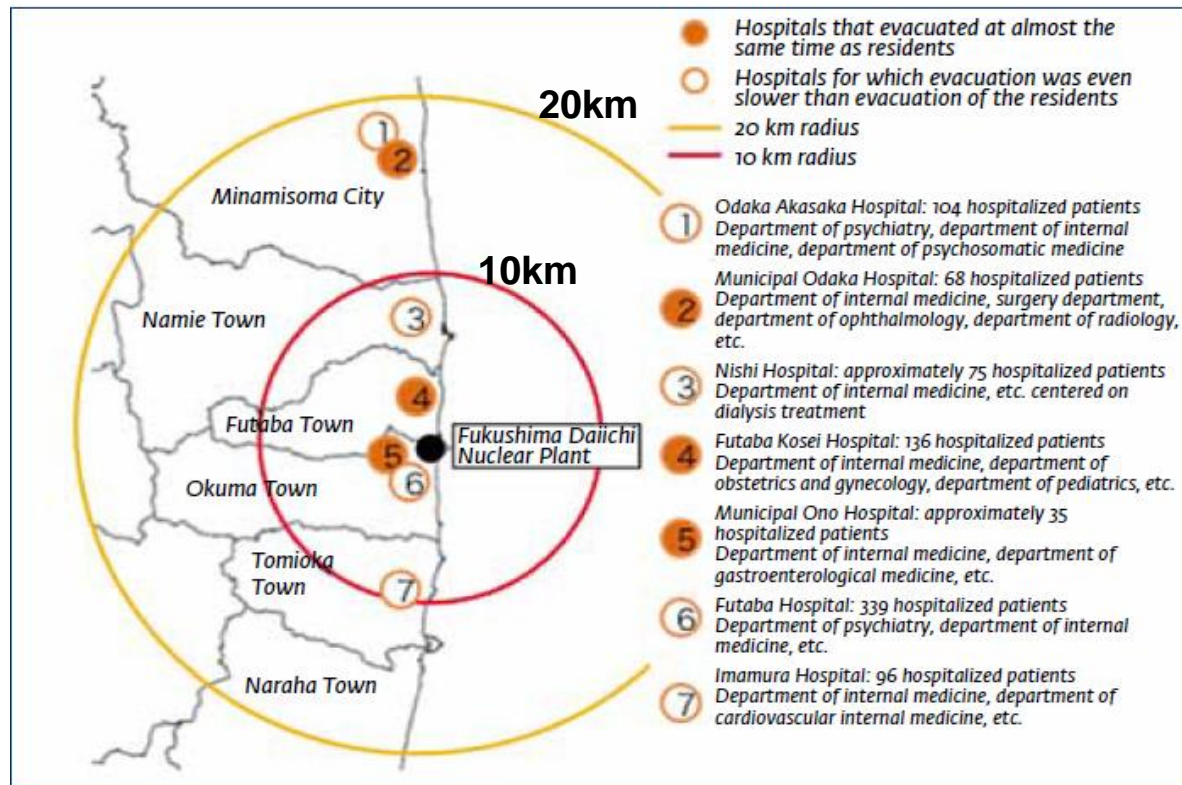 Hospitals that evacuated at almost the
same time as residents
Hospitals for which evacuation was even
slower than evacuation of the residents
20 km radius
10 km radius
20km
10km
1
2
Minamisoma City
3
Namie Town
4
Futaba Town
5
Fukushima Daiichi
Nuclear Plant
6
Okuma Town
Tomioka
Town
7
Naraha Town
1
Odaka Akasaka Hospital: 104 hospitalized patients
Department of psychiatry, department of internal
medicine, department of psychosomatic medicine
2
Municipal Odaka Hospital: 68 hospitalized patients
Department of internal medicine, surgery department,
department of ophthalmology, department of radiology,
etc.
3
Nishi Hospital: approximately 75 hospitalized patients
Department of internal medicine, etc. centered on
dialysis treatment
4
Futaba Kosei Hospital: 136 hospitalized patients
Department of internal medicine, department of
obstetrics and gynecology, department of pediatrics, etc.
5
Municipal Ono Hospital: approximately 35
hospitalized patients
Department of internal medicine, department of
gastroenterological medicine, etc.
6
Futaba Hospital: 339 hospitalized patients
Department of psychiatry, department of internal
medicine, etc.
7
Imamura Hospital: 96 hospitalized patients
Department of internal medicine, department of
cardiovascular internal medicine, etc.